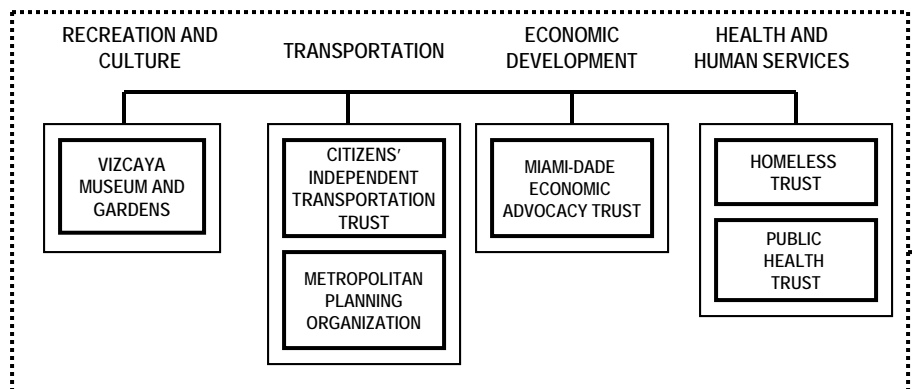 RECREATION AND
CULTURE
TRANSPORTATION
ECONOMIC
DEVELOPMENT
HEALTH AND
HUMAN SERVICES
VIZCAYA
MUSEUM AND
GARDENS
CITIZENS'
INDEPENDENT
TRANSPORTATION
TRUST
METROPOLITAN
PLANNING
ORGANIZATION
MIAMI-DADE
ECONOMIC
ADVOCACY TRUST
HOMELESS
TRUST
PUBLIC
HEALTH
TRUST